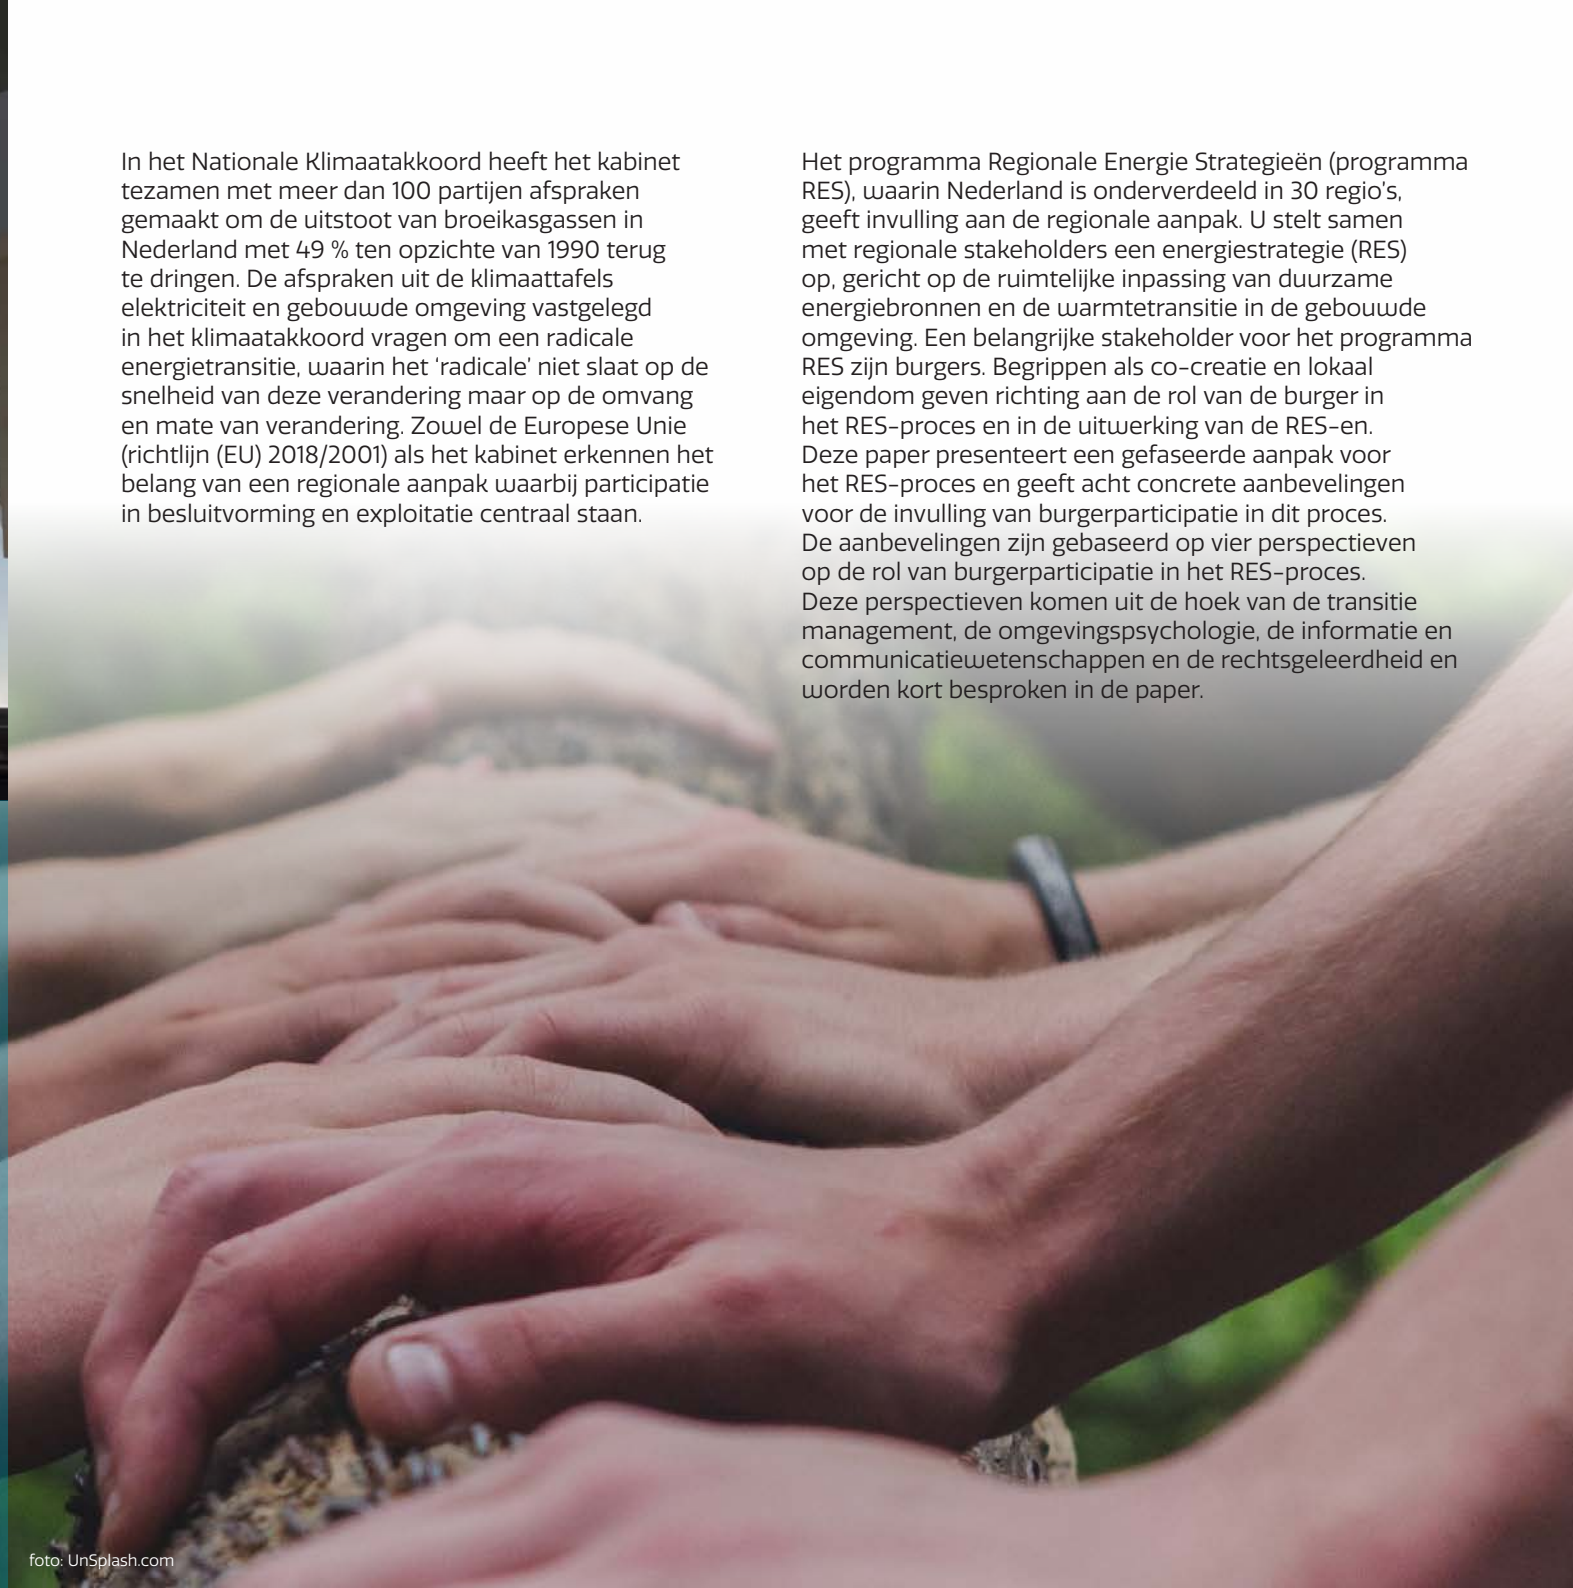 In het Nationale Klimaatakkoord heeft het kabinet
tezamen met meer dan 100 partijen afspraken
gemaakt om de uitstoot van broeikasgassen in
Nederland met 49 % ten opzichte van 1990 terug
te dringen. De afspraken uit de klimaattafels
elektriciteit en gebouwde omgeving vastgelegd
in het klimaatakkoord vragen om een radicale
energietransitie, waarin het ‘radicale’ niet slaat op de
snelheid van deze verandering maar op de omvang
en mate van verandering. Zowel de Europese Unie
(richtlijn (EU) 2018/2001) als het kabinet erkennen het
belang van een regionale aanpak waarbij participatie
in besluitvorming en exploitatie centraal staan.
Het programma Regionale Energie Strategieën (programma
RES), waarin Nederland is onderverdeeld in 30 regio’s,
geeft invulling aan de regionale aanpak. U stelt samen
met regionale stakeholders een energiestrategie (RES)
op, gericht op de ruimtelijke inpassing van duurzame
energiebronnen en de warmtetransitie in de gebouwde
omgeving. Een belangrijke stakeholder voor het programma
RES zijn burgers. Begrippen als co-creatie en lokaal
eigendom geven richting aan de rol van de burger in
het RES-proces en in de uitwerking van de RES-en.
Deze paper presenteert een gefaseerde aanpak voor
het RES-proces en geeft acht concrete aanbevelingen
voor de invulling van burgerparticipatie in dit proces.
De aanbevelingen zijn gebaseerd op vier perspectieven
op de rol van burgerparticipatie in het RES-proces.
Deze perspectieven komen uit de hoek van de transitie
management, de omgevingspsychologie, de informatie en
communicatiewetenschappen en de rechtsgeleerdheid en
worden kort besproken in de paper.
foto: UnSplash.com